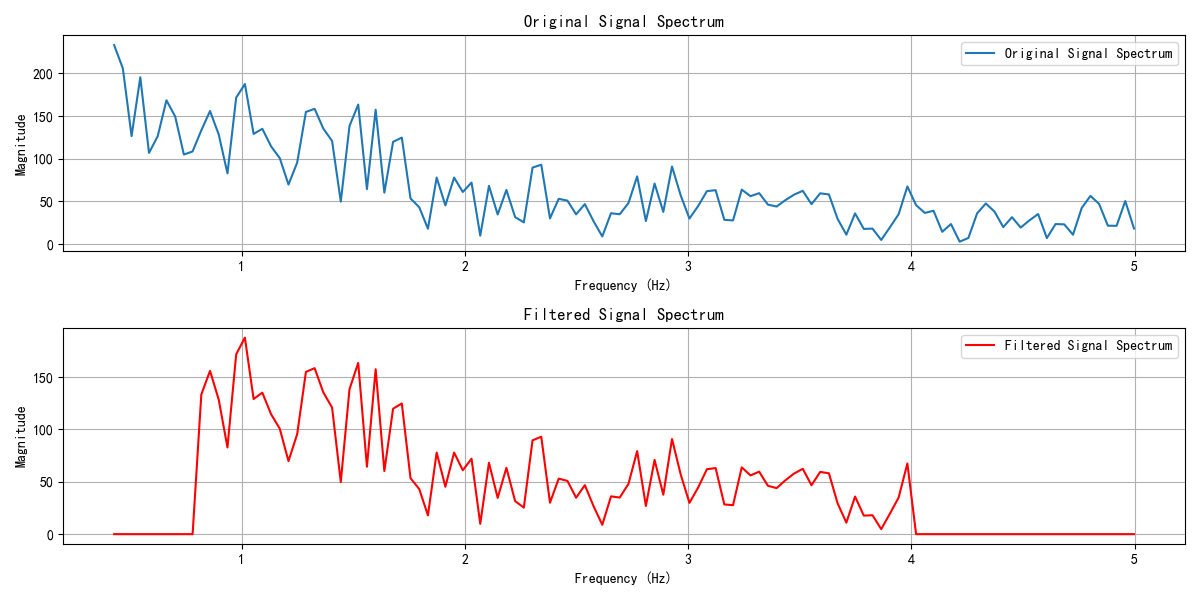 Original Signal Spectrum
Original Signal Spectrum
Magnitude
200
150
100
50
0
1 2 3 4 5
Frequency (Hz)
Filtered Signal Spectrum
Filtered Signal Spectrum
Magnitude
150
100
50
0
1 2 3 4 5
Frequency (Hz)